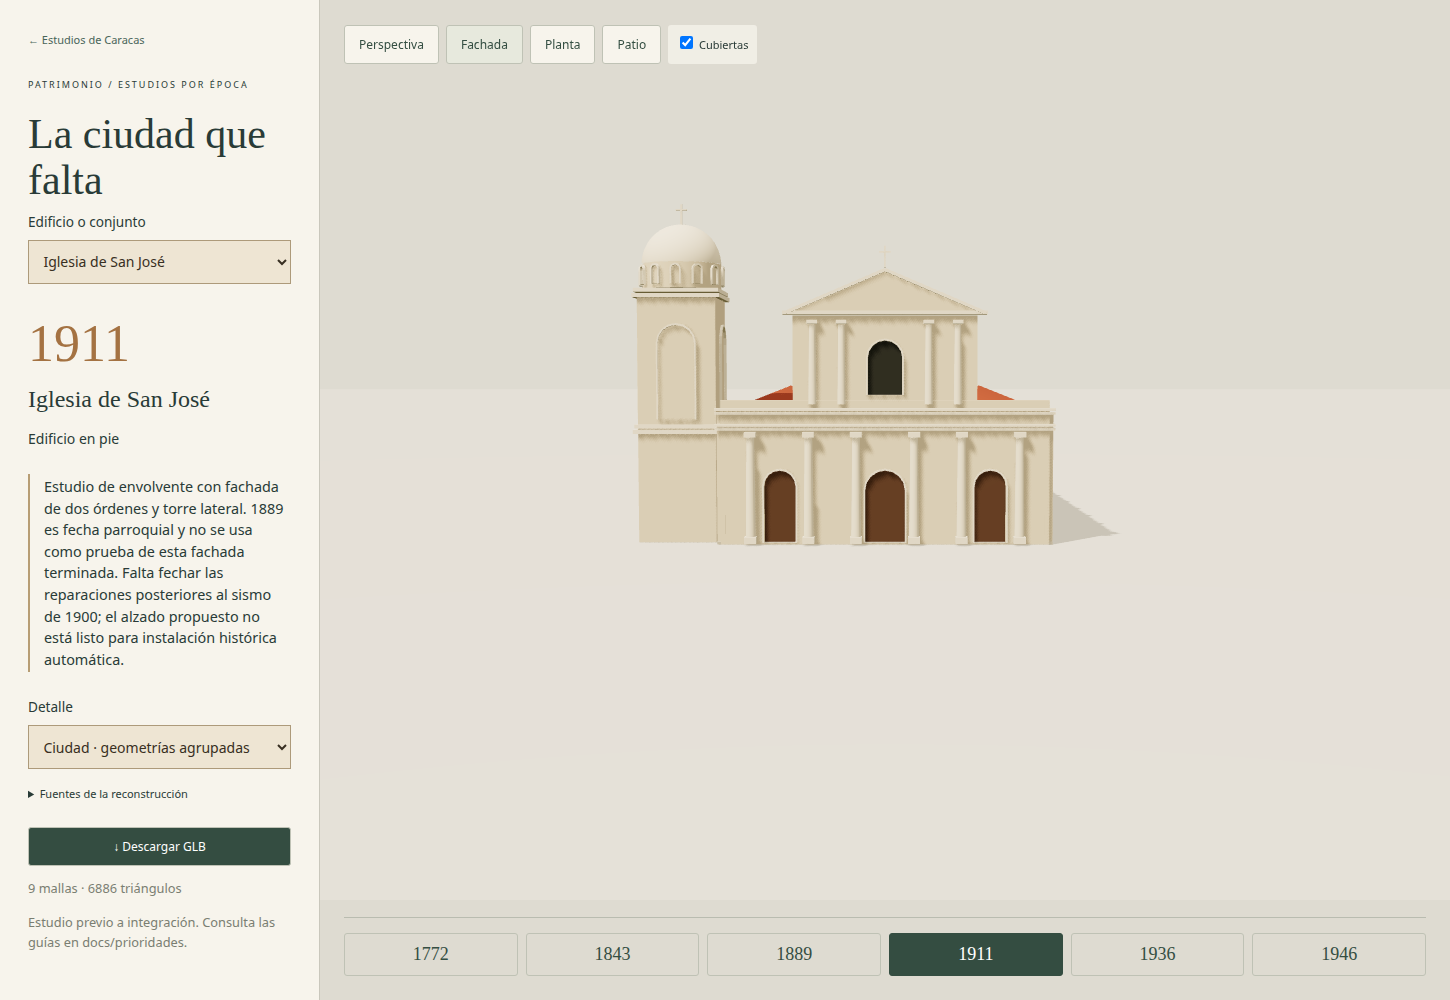 ← Estudios de Caracas
PATRIMONIO / ESTUDIOS POR ÉPOCA
La ciudad que
falta
Edificio o conjunto
Iglesia de San José
1911
Iglesia de San José
Edificio en pie
Estudio de envolvente con fachada
de dos órdenes y torre lateral. 1889
es fecha parroquial y no se usa
como prueba de esta fachada
terminada. Falta fechar las
reparaciones posteriores al sismo
de 1900; el alzado propuesto no
está listo para instalación histórica
automática.
Detalle
Ciudad · geometrías agrupadas
▶ Fuentes de la reconstrucción
↓ Descargar GLB
9 mallas · 6886 triángulos
Estudio previo a integración. Consulta las
guías en docs/prioridades.
Perspectiva Fachada Planta Patio Cubiertas
1772 1843 1889 1911 1936 1946